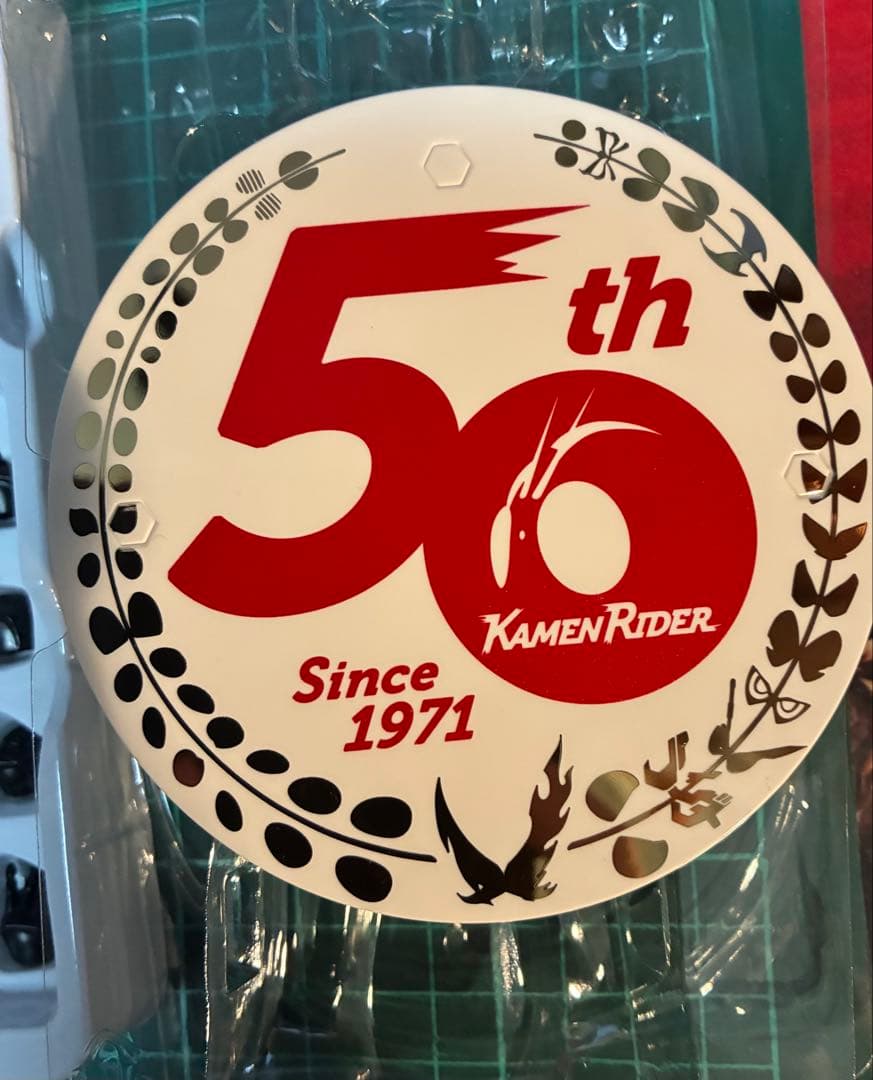 50th
KAMEN RIDER
Since
1971